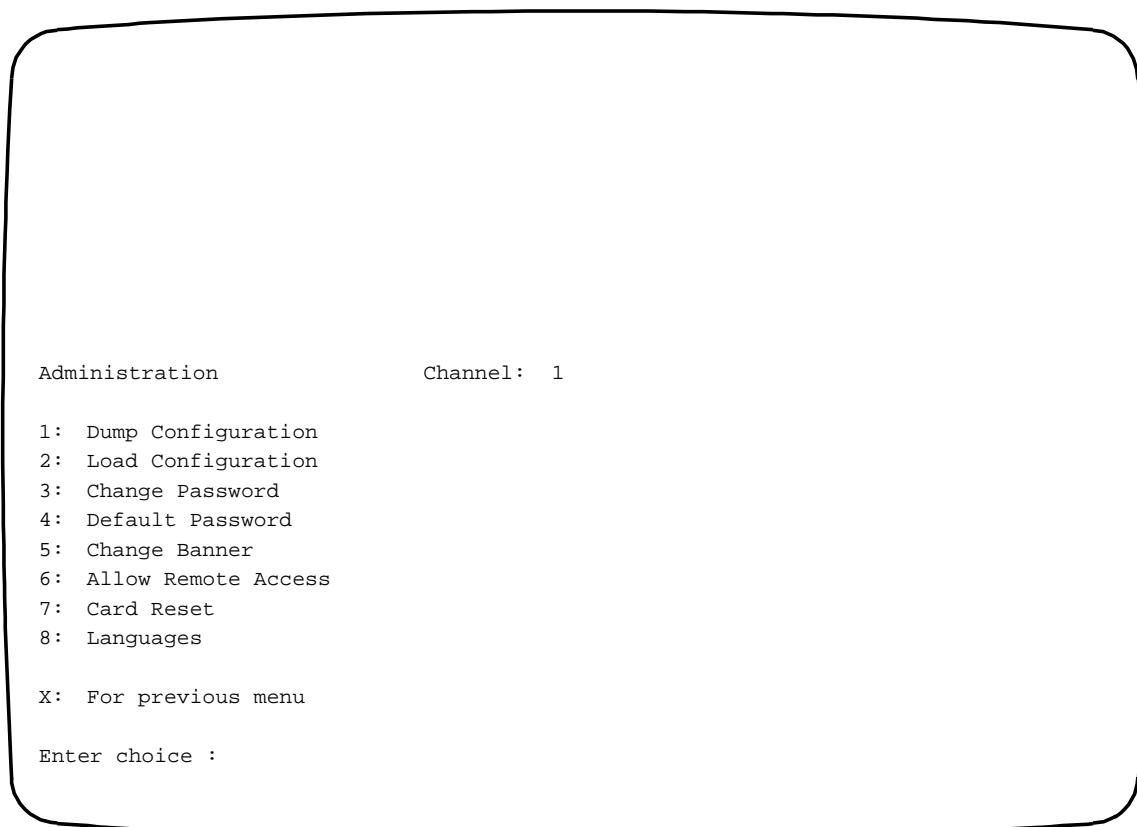 Administration Channel: 1
1: Dump Configuration
2: Load Configuration
3: Change Password
4: Default Password
5: Change Banner
6: Allow Remote Access
7: Card Reset
8: Languages
X: For previous menu
Enter choice :